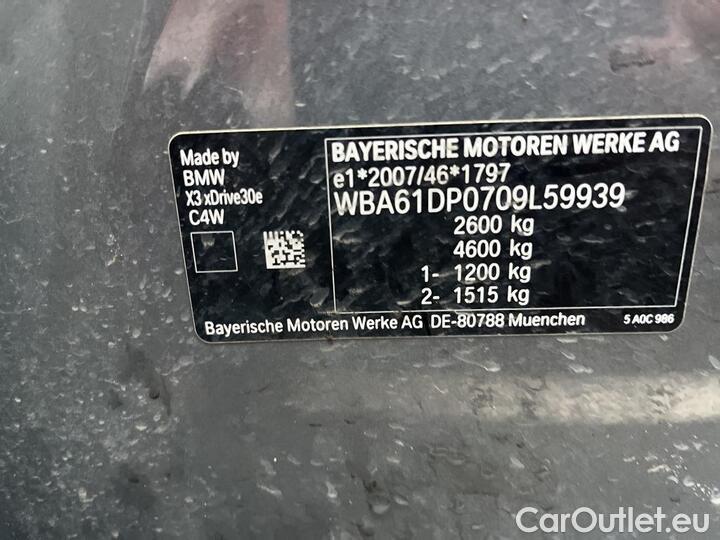 Made by
BMW
X3 xDrive30e
C4W
BAYERISCHE MOTOREN WERKE AG
e1*2007/46*1797
WBA61DP0709L59939
2600 kg
4600 kg
1- 1200 kg
2- 1515 kg
Bayerische Motoren Werke AG DE-80788 Muenchen
5 A0C 986
CarOutlet.eu